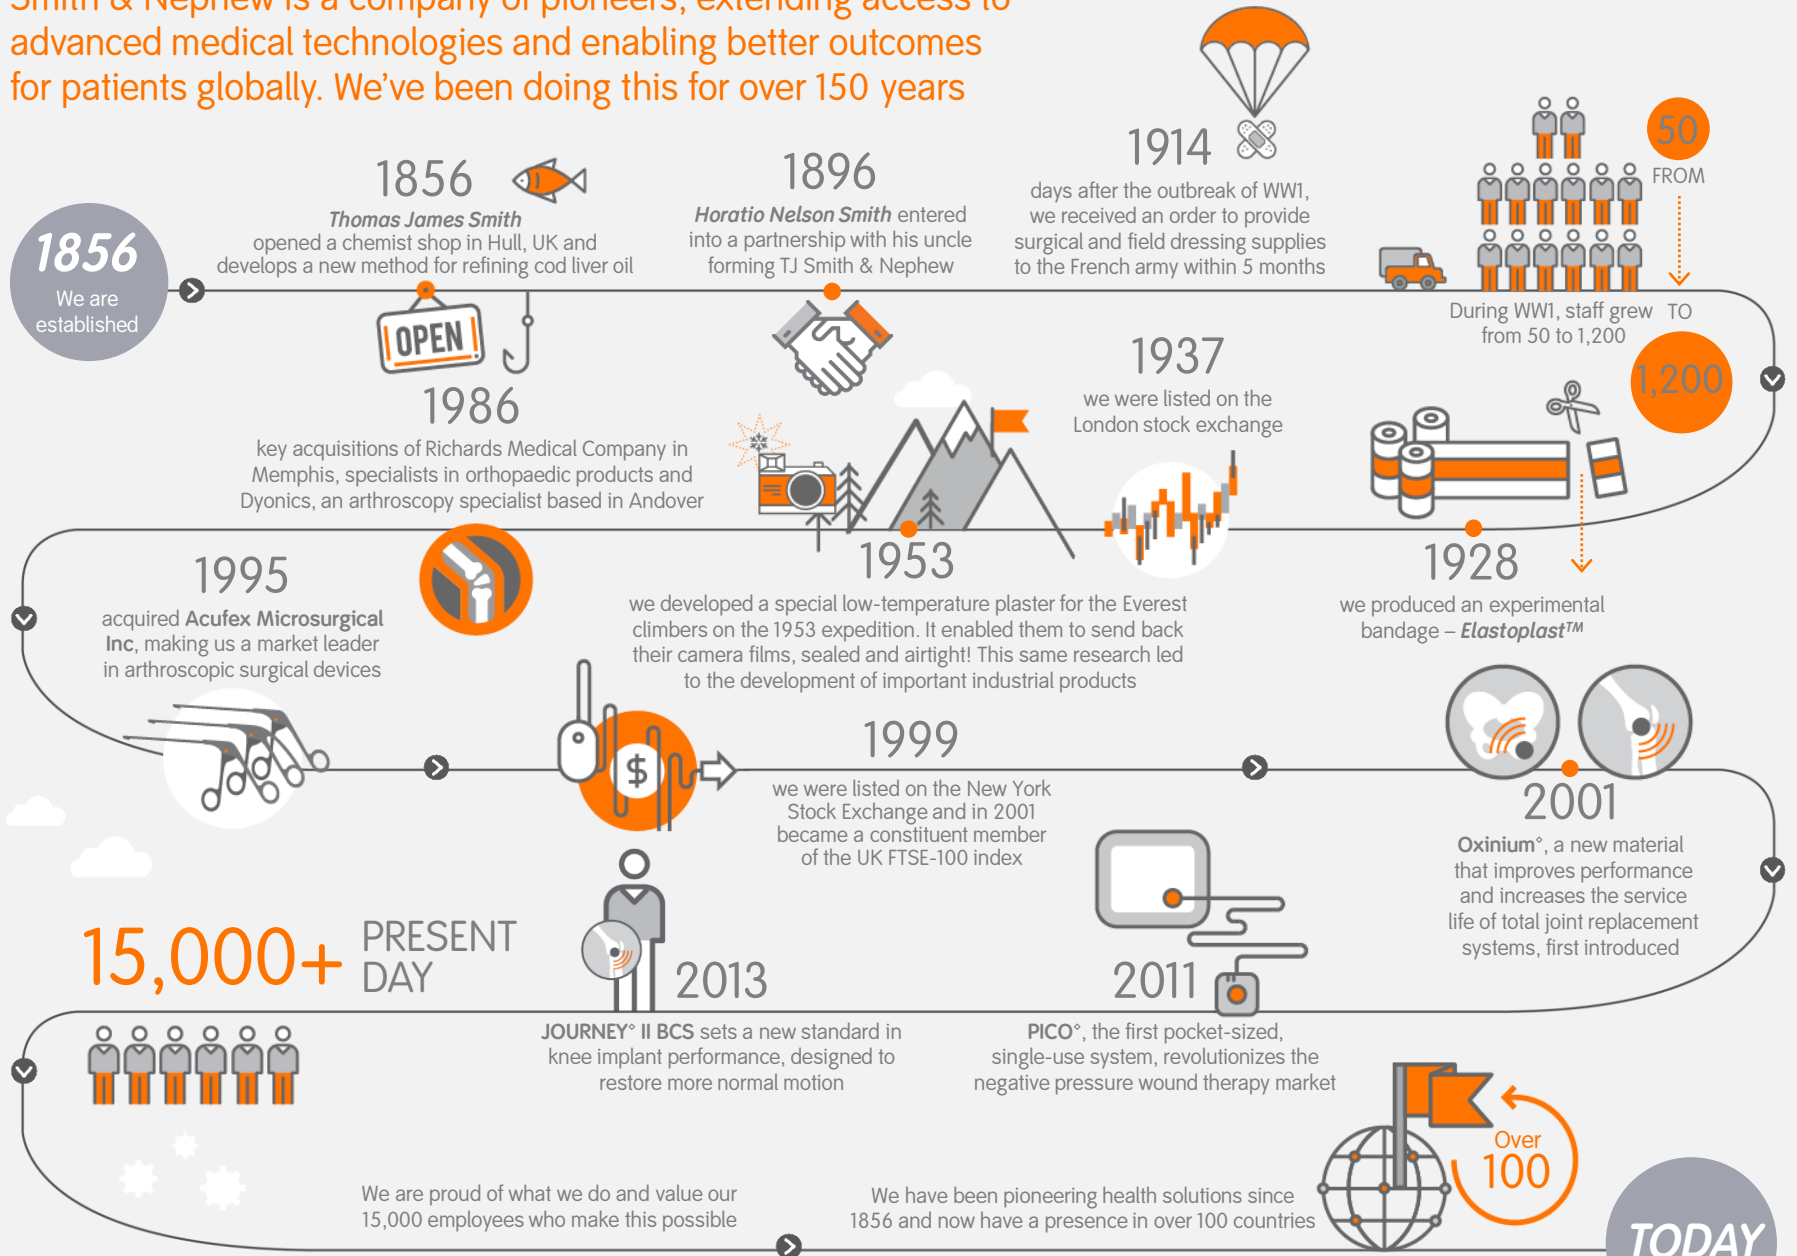 Smith & Nephew is a company of pioneers, extending access to
advanced medical technologies and enabling better outcomes
for patients globally. We've been doing this for over 150 years
1856
We are
established
1856
Thomas James Smith
opened a chemist shop in Hull, UK and
develops a new method for refining cod liver oil
OPEN
1896
Horatio Nelson Smith entered
into a partnership with his uncle
forming TJ Smith & Nephew
1914
days after the outbreak of WW1,
we received an order to provide
surgical and field dressing supplies
to the French army within 5 months
50
FROM
TO
1,200
During WW1, staff grew
from 50 to 1,200
1928
we produced an experimental
bandage – Elastoplast™
1937
we were listed on the
London stock exchange
1953
we developed a special low-temperature plaster for the Everest
climbers on the 1953 expedition. It enabled them to send back
their camera films, sealed and airtight! This same research led
to the development of important industrial products
1986
key acquisitions of Richards Medical Company in
Memphis, specialists in orthopaedic products and
Dyonics, an arthroscopy specialist based in Andover
1995
acquired Acufex Microsurgical
Inc, making us a market leader
in arthroscopic surgical devices
$
1999
we were listed on the New York
Stock Exchange and in 2001
became a constituent member
of the UK FTSE-100 index
2001
Oxinium°, a new material
that improves performance
and increases the service
life of total joint replacement
systems, first introduced
2011
PICO°, the first pocket-sized,
single-use system, revolutionizes the
negative pressure wound therapy market
2013
JOURNEY° II BCS sets a new standard in
knee implant performance, designed to
restore more normal motion
15,000+
PRESENT
DAY
We are proud of what we do and value our
15,000 employees who make this possible
We have been pioneering health solutions since
1856 and now have a presence in over 100 countries
Over
100
TODAY